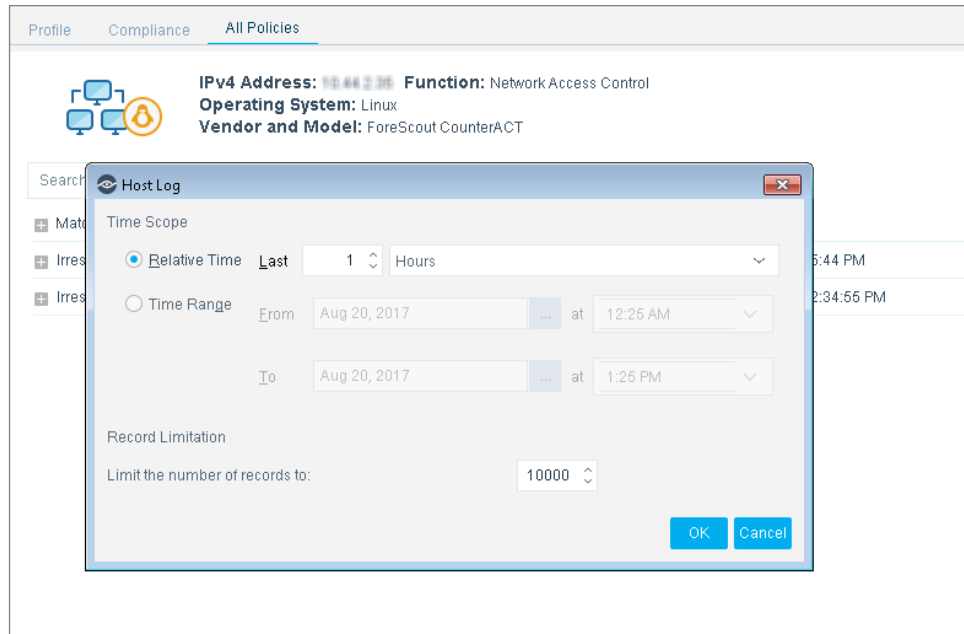 Profile Compliance All Policies
IPv4 Address: Function: Network Access Control
Operating System: Linux
Vendor and Model: ForeScout CounterACT
Search
Host Log
Time Scope
Relative Time Last 1 Hours
Time Range From Aug 20, 2017 ... at 12:25 AM
To Aug 20, 2017 ... at 1:25 PM
Record Limitation
Limit the number of records to: 10000
OK Cancel
Irres 5:44 PM
Irres 2:34:55 PM